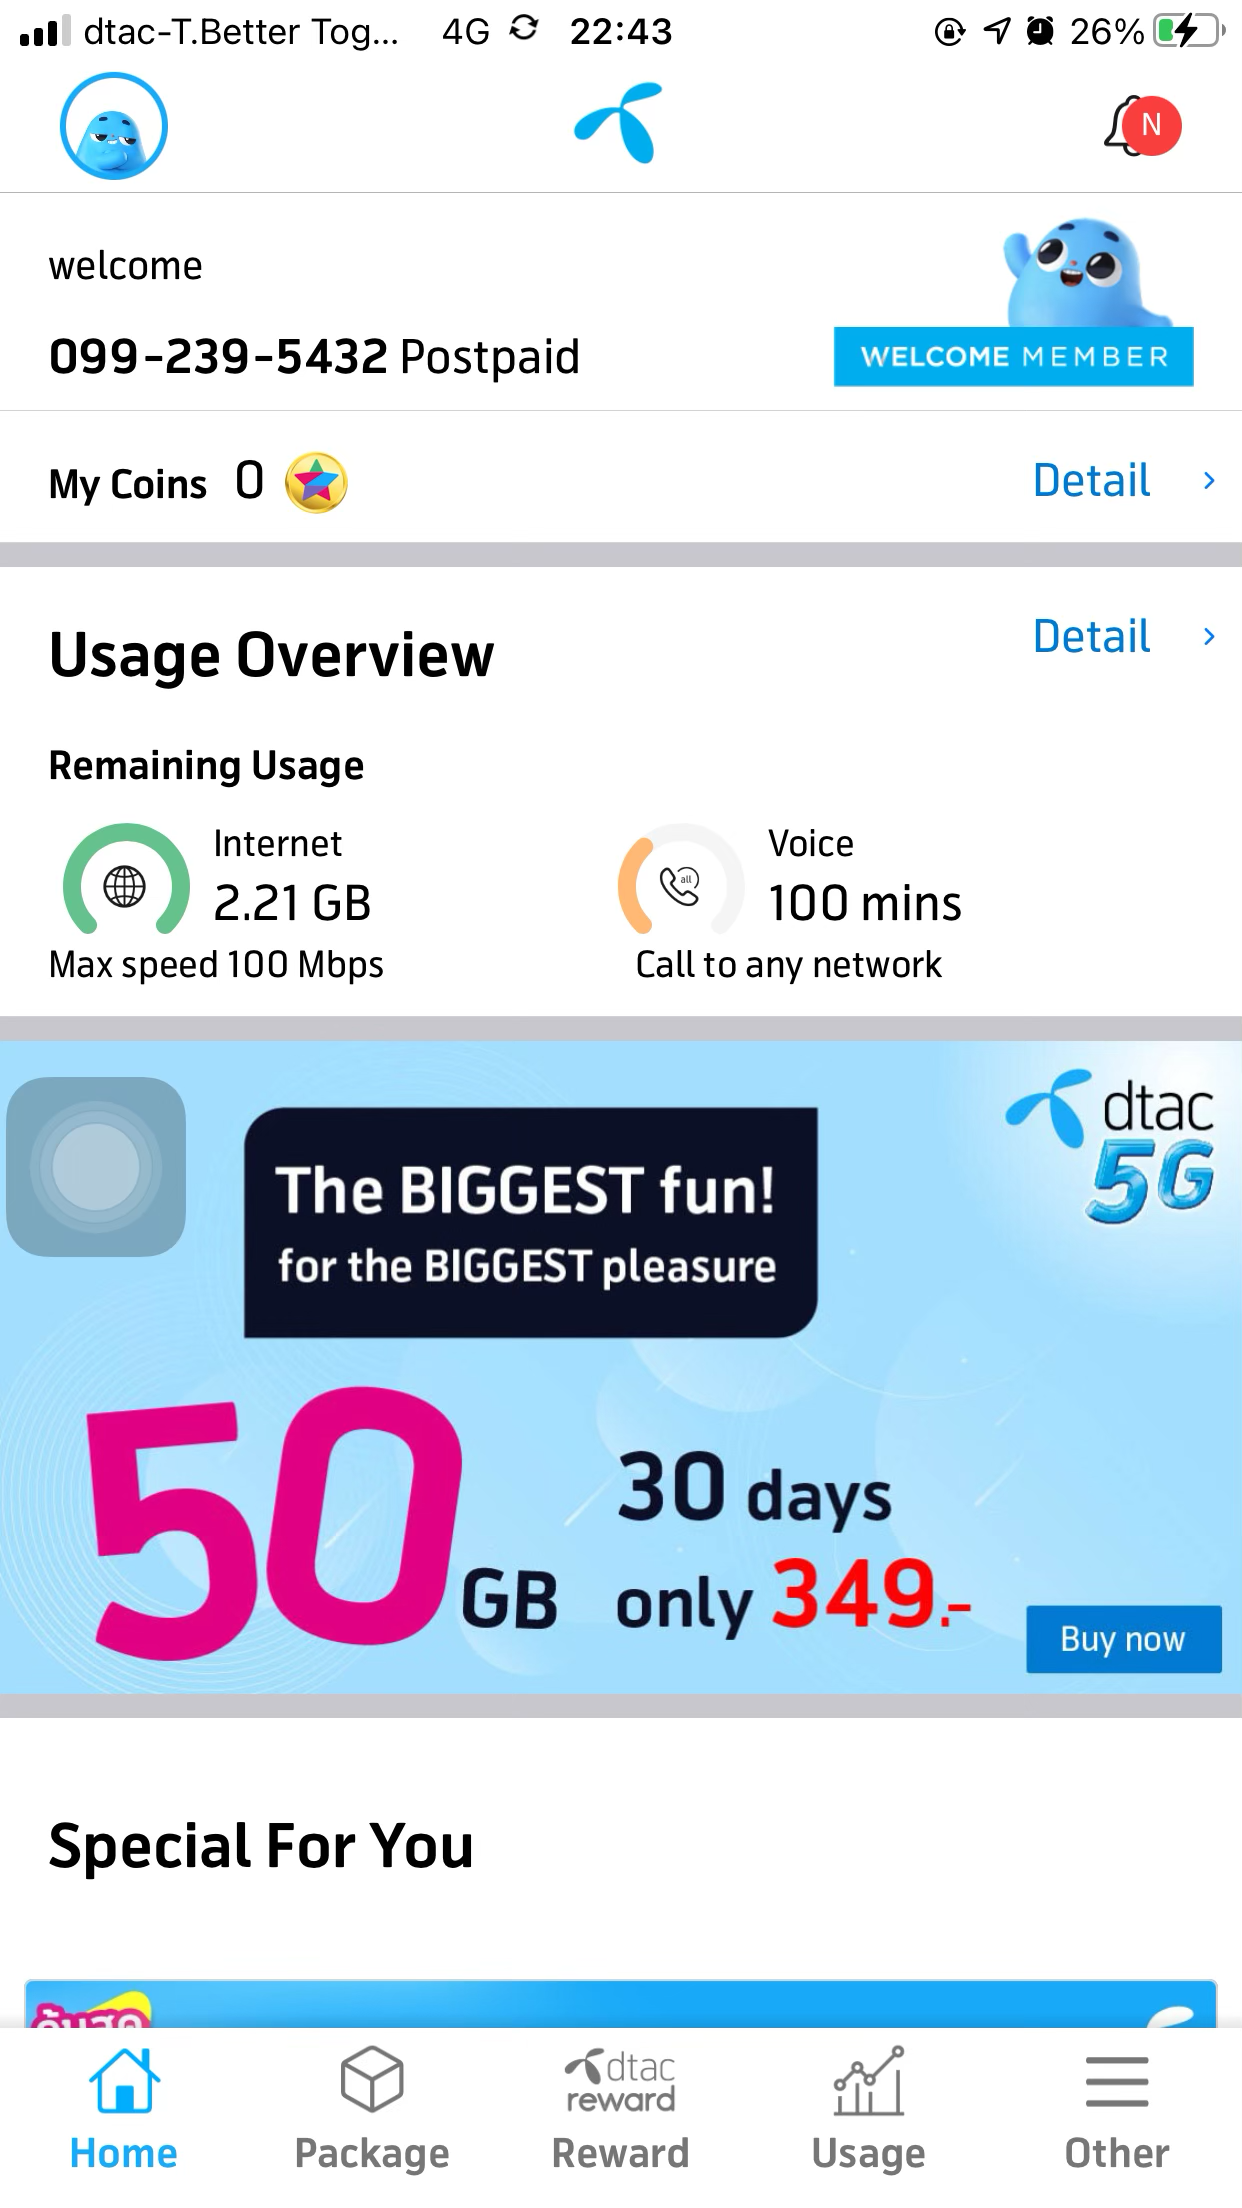 dtac-T.Better Tog... 4G 22:43 26%
N
welcome
099-239-5432 Postpaid
WELCOME MEMBER
My Coins 0 Detail
Usage Overview Detail
Remaining Usage
Internet
2.21 GB
Max speed 100 Mbps
all
Voice
100 mins
Call to any network
dtac
5G
The BIGGEST fun!
for the BIGGEST pleasure
50 GB
30 days
only 349.-
Buy now
Special For You
dtac
reward
Home Package Reward Usage Other